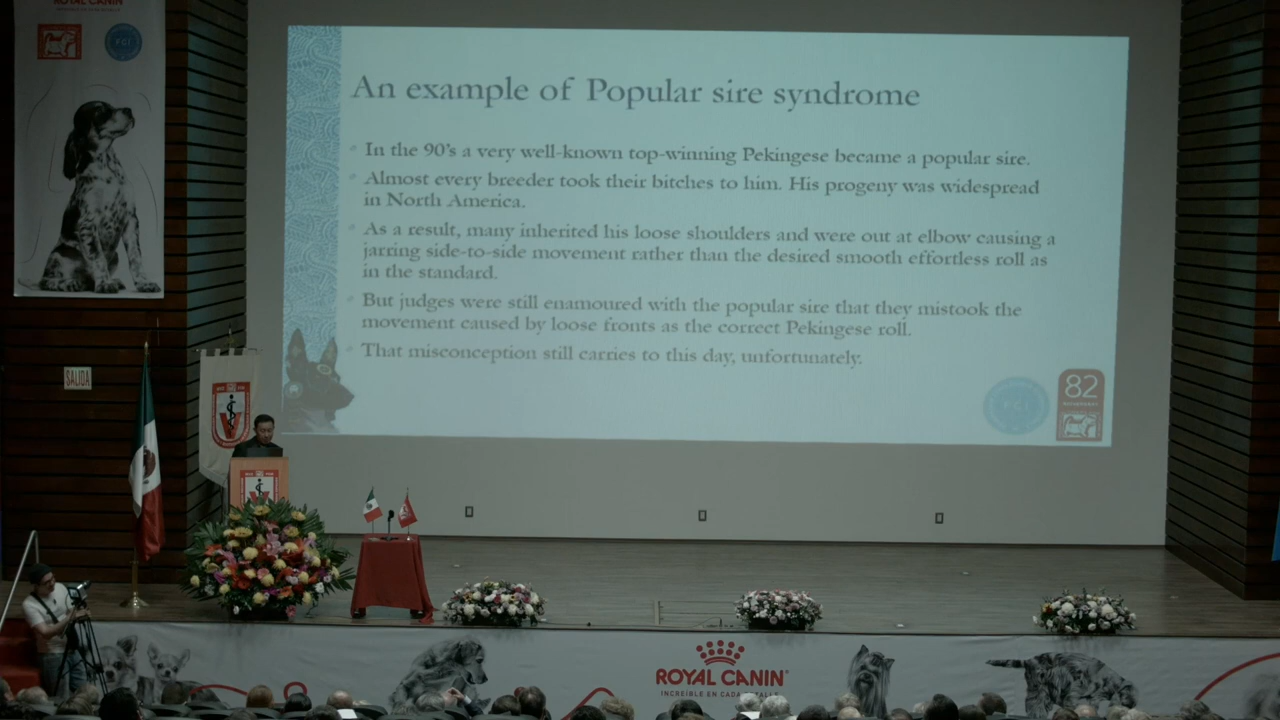 ROYAL CANIN
FCI
An example of Popular sire syndrome
In the 90's a very well-known top-winning Pekingese became a popular sire.
Almost every breeder took their bitches to him. His progeny was widespread
in North America.
As a result, many inherited his loose shoulders and were out at elbow causing a
jarring side-to-side movement rather than the desired smooth effortless roll as
in the standard.
But judges were still enamoured with the popular sire that they mistook the
movement caused by loose fronts as the correct Pekingese roll.
That misconception still carries to this day, unfortunately.
FCI
82
SALIDA
ROYAL CANIN
INCREÍBLE EN CADA